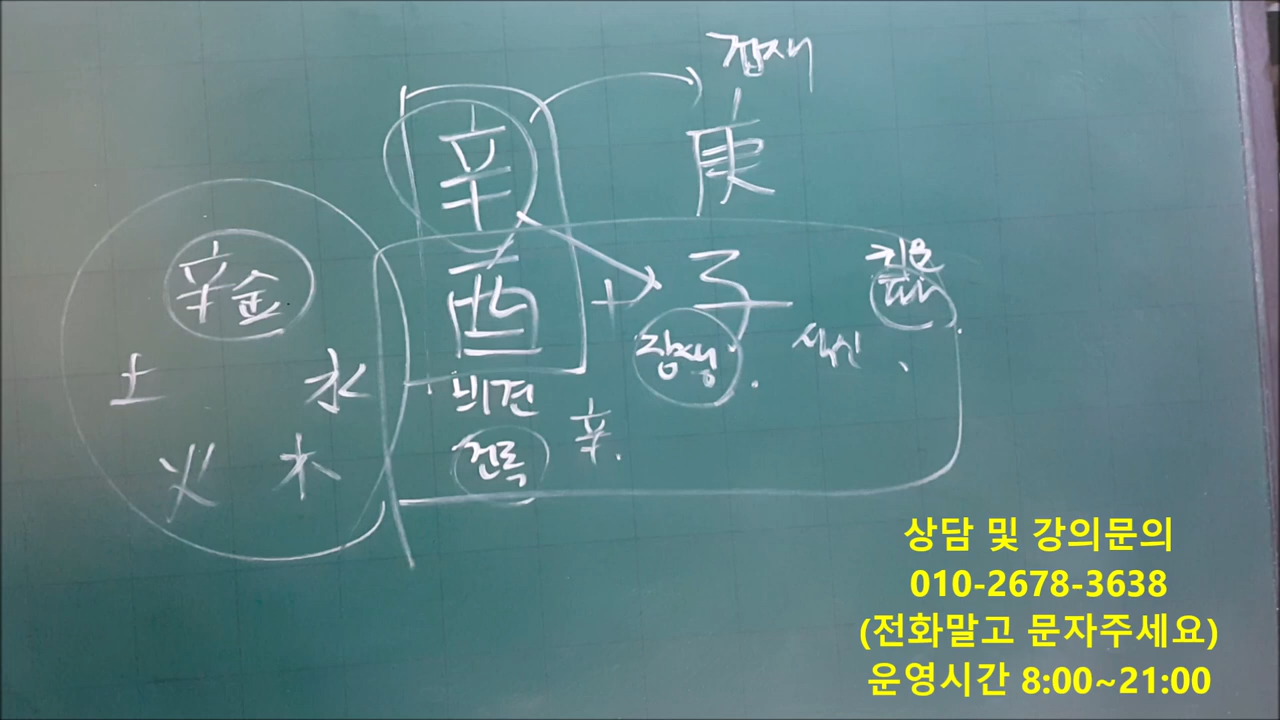 겁재
辛 庚
辛金
酉 + 子
장생 식신
土 水
비견 辛
火 木
건록
상담 및 강의문의
010-2678-3638
(전화말고 문자주세요)
운영시간 8:00~21:00